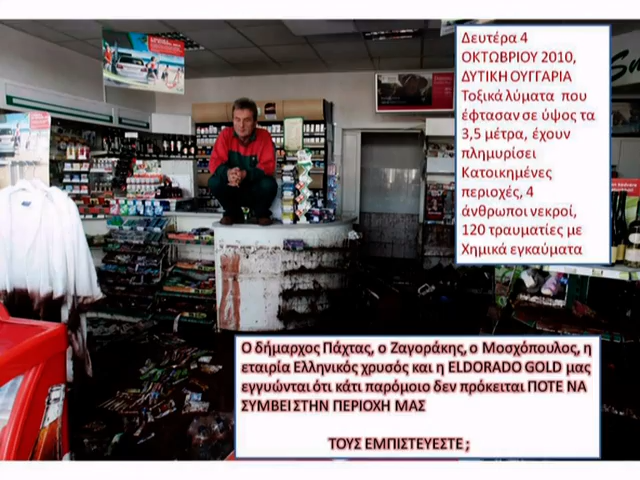 Δευτέρα 4
ΟΚΤΩΒΡΙΟΥ 2010,
ΔΥΤΙΚΗ ΟΥΓΓΑΡΙΑ
Τοξικά λύματα που
έφτασαν σε ύψος τα
3,5 μέτρα, έχουν
πλημυρίσει
Κατοικημένες
περιοχές, 4
άνθρωποι νεκροί,
120 τραυματίες με
Χημικά εγκαύματα
Ο δήμαρχος Πάχτας, ο Ζαγοράκης, ο Μοσχόπουλος, η
εταιρία Ελληνικός χρυσός και η ELDORADO GOLD μας
εγγυώνται ότι κάτι παρόμοιο δεν πρόκειται ΠΟΤΕ ΝΑ
ΣΥΜΒΕΙ ΣΤΗΝ ΠΕΡΙΟΧΗ ΜΑΣ
ΤΟΥΣ ΕΜΠΙΣΤΕΥΕΣΤΕ ;